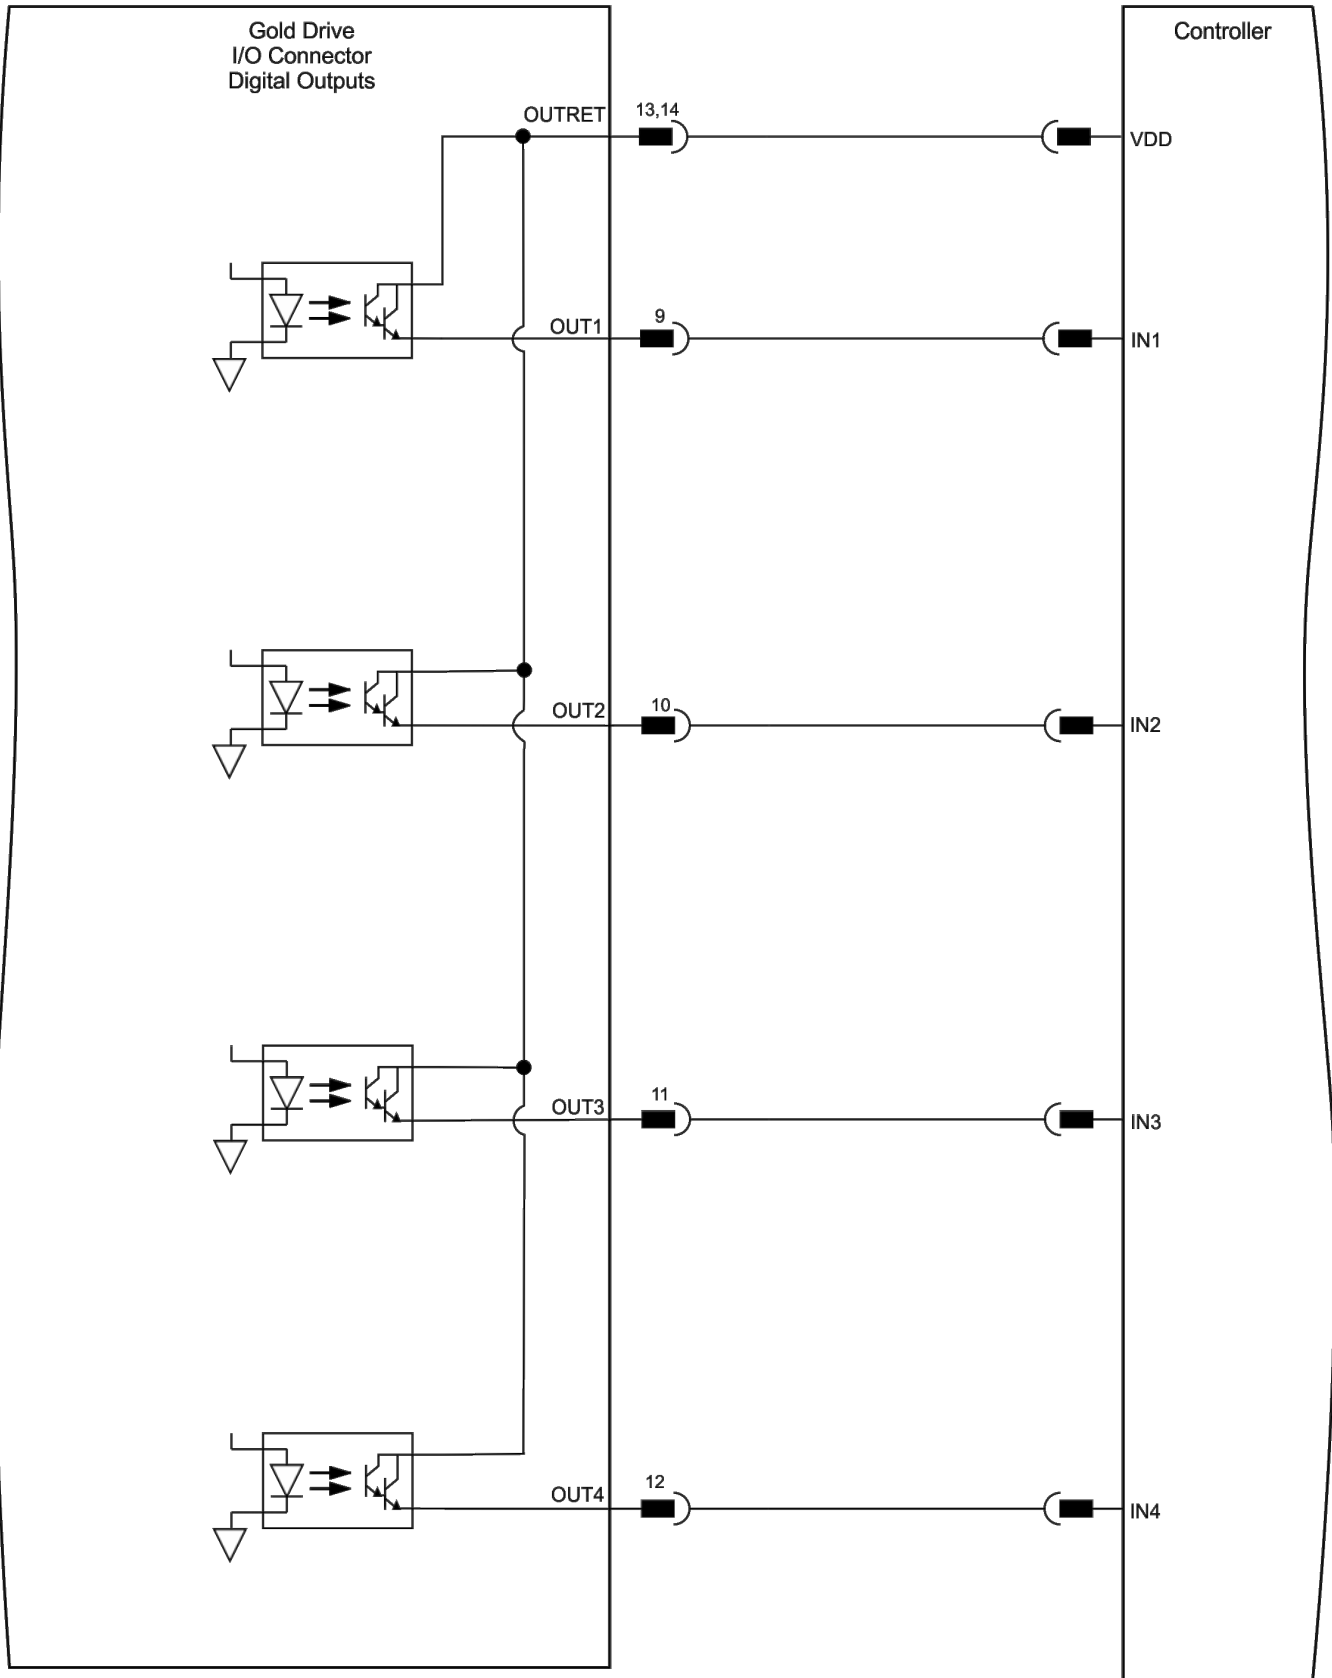 Gold Drive
I/O Connector
Digital Outputs
Controller
OUTRET
13,14
VDD
OUT1
9
IN1
OUT2
10
IN2
OUT3
11
IN3
OUT4
12
IN4